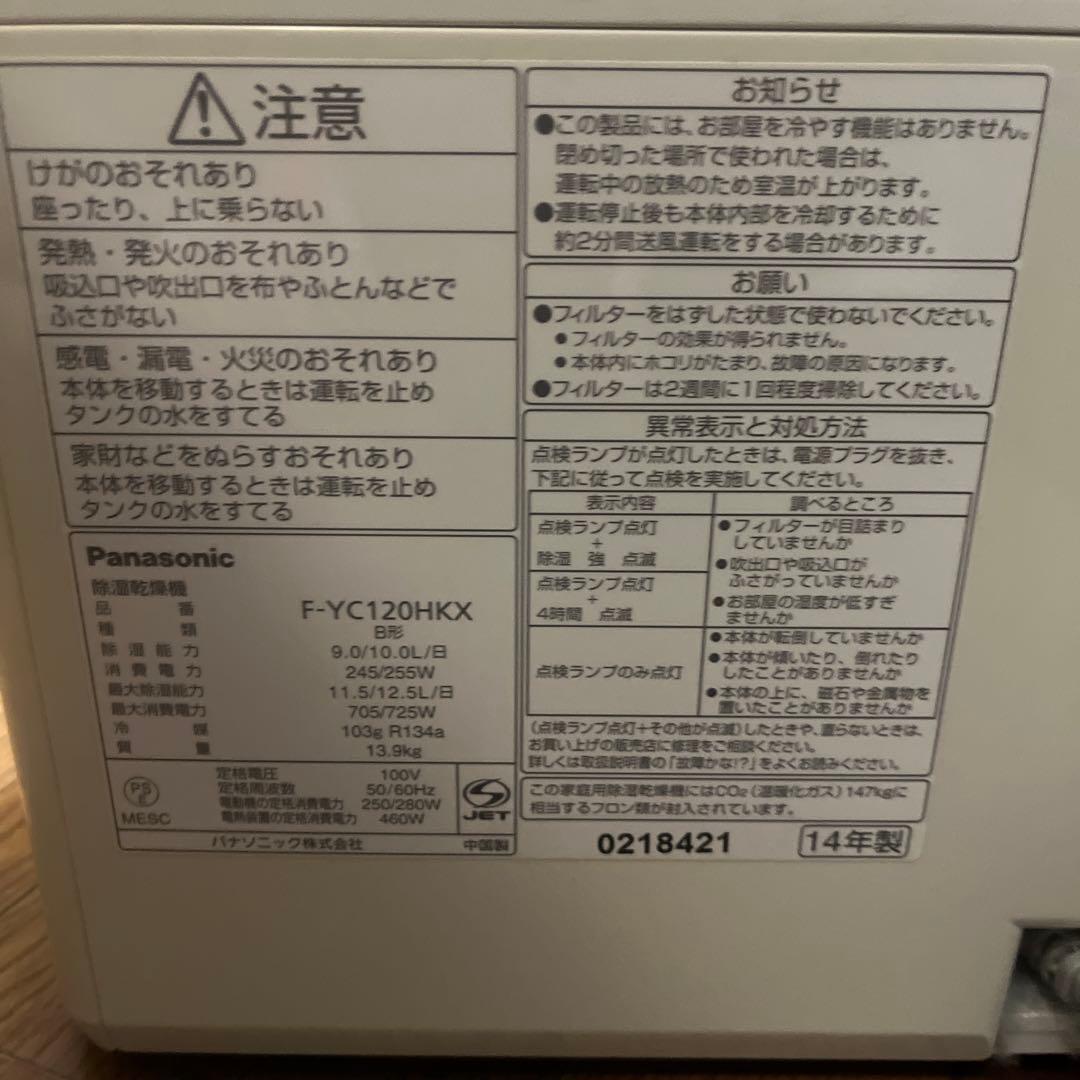 注意
けがのおそれあり
座ったり、上に乗らない
発熱・発火のおそれあり
吸込口や吹出口を布やふとんなどで
ふさがない
感電・漏電・火災のおそれあり
本体を移動するときは運転を止め
タンクの水をすてる
家財などをぬらすおそれあり
本体を移動するときは運転を止め
タンクの水をすてる
Panasonic
除湿乾燥機
品番 F-YC120HKX
種類 B形
除湿能力 9.0/10.0L/日
消費電力 245/255W
最大除湿能力 11.5/12.5L/日
最大消費電力 705/725W
冷媒 103g R134a
質量 13.9kg
PS
E
MESC
定格電圧 100V
定格周波数 50/60Hz
電動機の定格消費電力 250/280W
電熱装置の定格消費電力 460W
JET
パナソニック株式会社 中国製
お知らせ
●この製品には、お部屋を冷やす機能はありません。
閉め切った場所で使われた場合は、
運転中の放熱のため室温が上がります。
●運転停止後も本体内部を冷却するために
約2分間送風運転をする場合があります。
お願い
●フィルターをはずした状態で使わないでください。
●フィルターの効果が得られません。
●本体内にホコリがたまり、故障の原因になります。
●フィルターは2週間に1回程度掃除してください。
異常表示と対処方法
点検ランプが点灯したときは、電源プラグを抜き、
下記に従って点検を実施してください。
表示内容 調べるところ
点検ランプ点灯
+
除湿 強 点滅
点検ランプ点灯
+
4時間 点滅
●フィルターが目詰まり
していませんか
●吹出口や吸込口が
ふさがっていませんか
●お部屋の温度が低すぎ
ませんか
点検ランプのみ点灯
●本体が転倒していませんか
●本体が傾いたり、倒れたり
したことがありませんか
●本体の上に、磁石や金属物を
置いたことがありませんか
(点検ランプ点灯+その他が点滅)したときや、直らないときは、
お買い上げの販売店に修理をご相談ください。
詳しくは取扱説明書の「故障かな!?」をよくお読みください。
この家庭用除湿乾燥機にはCO₂(温暖化ガス)147kgに
相当するフロン類が封入されています。
0218421 14年製